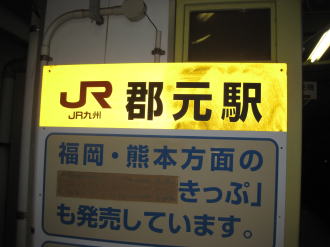 JR 郡元駅
JR九州
福岡・熊本方面の
きっぷ」
も発売しています。